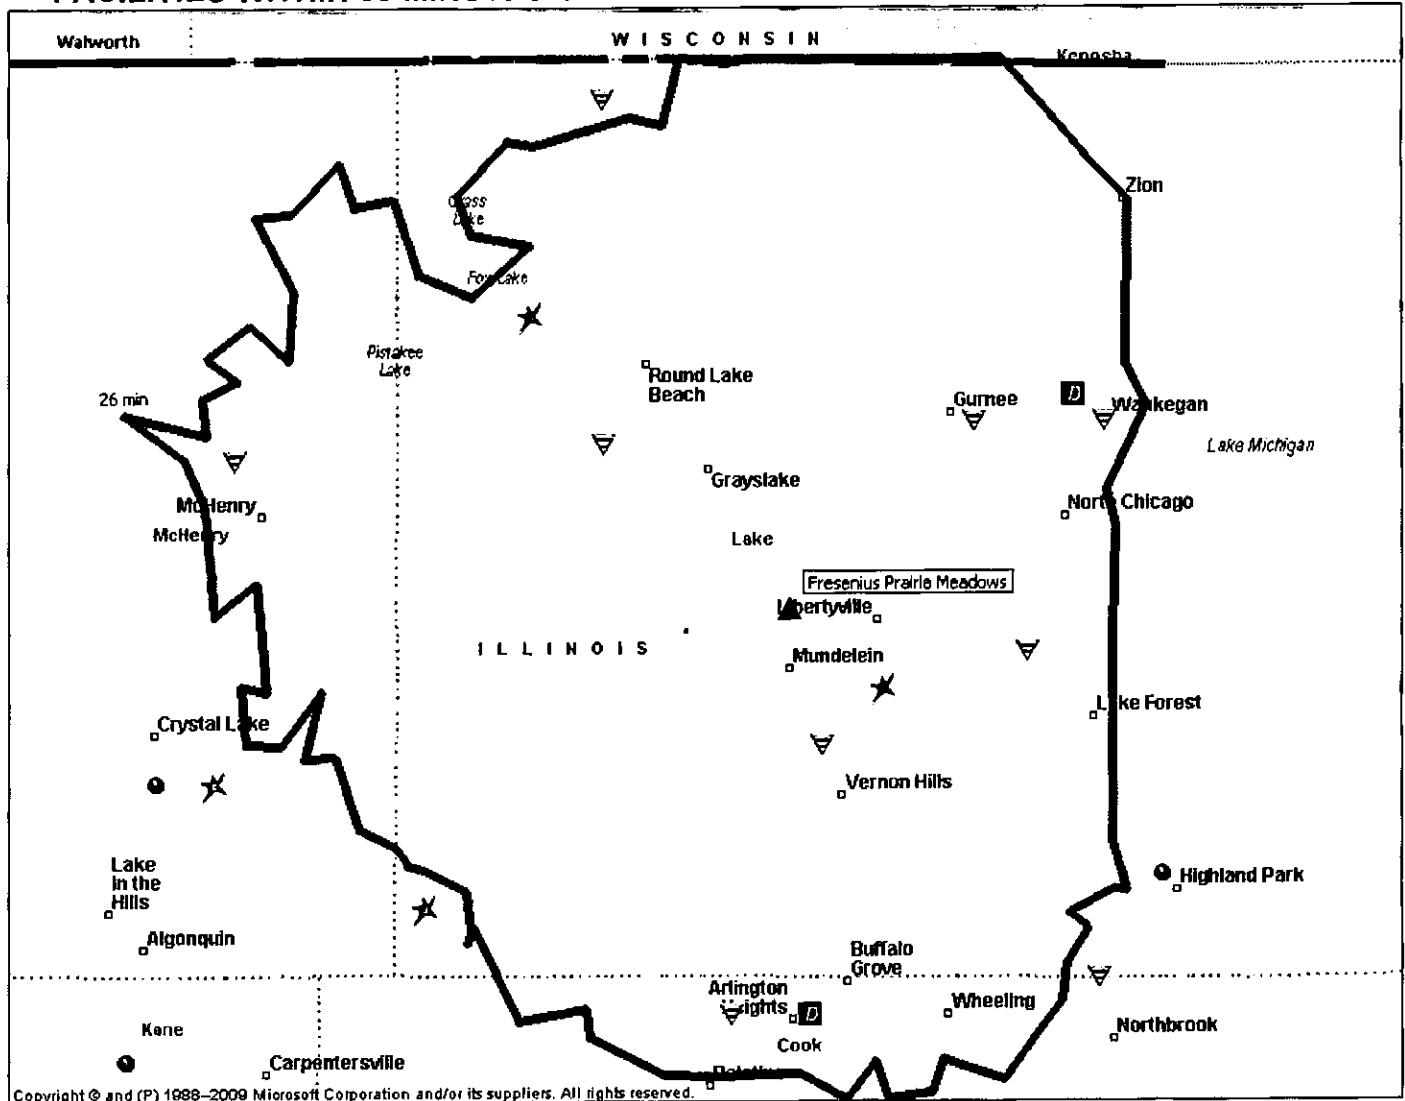 Walworth
WISCONSIN
Kenosha
Zion
Grass
Lake
Fox Lake
Pistakee
Lake
Round Lake
Beach
26 min
Gurnee
D
Waukegan
Lake Michigan
Grayslake
McHenry
North Chicago
McHenry
Lake
Fresenius Prairie Meadows
Libertyville
ILLINOIS
Mundelein
Lake Forest
Crystal Lake
Vernon Hills
Lake
In the
Hills
Highland Park
Algonquin
Buffalo
Grove
Arlington
Heights
D
Wheeling
Kane
Northbrook
Cook
Carpentersville
Copyright © and (P) 1988–2009 Microsoft Corporation and/or its suppliers. All rights reserved.